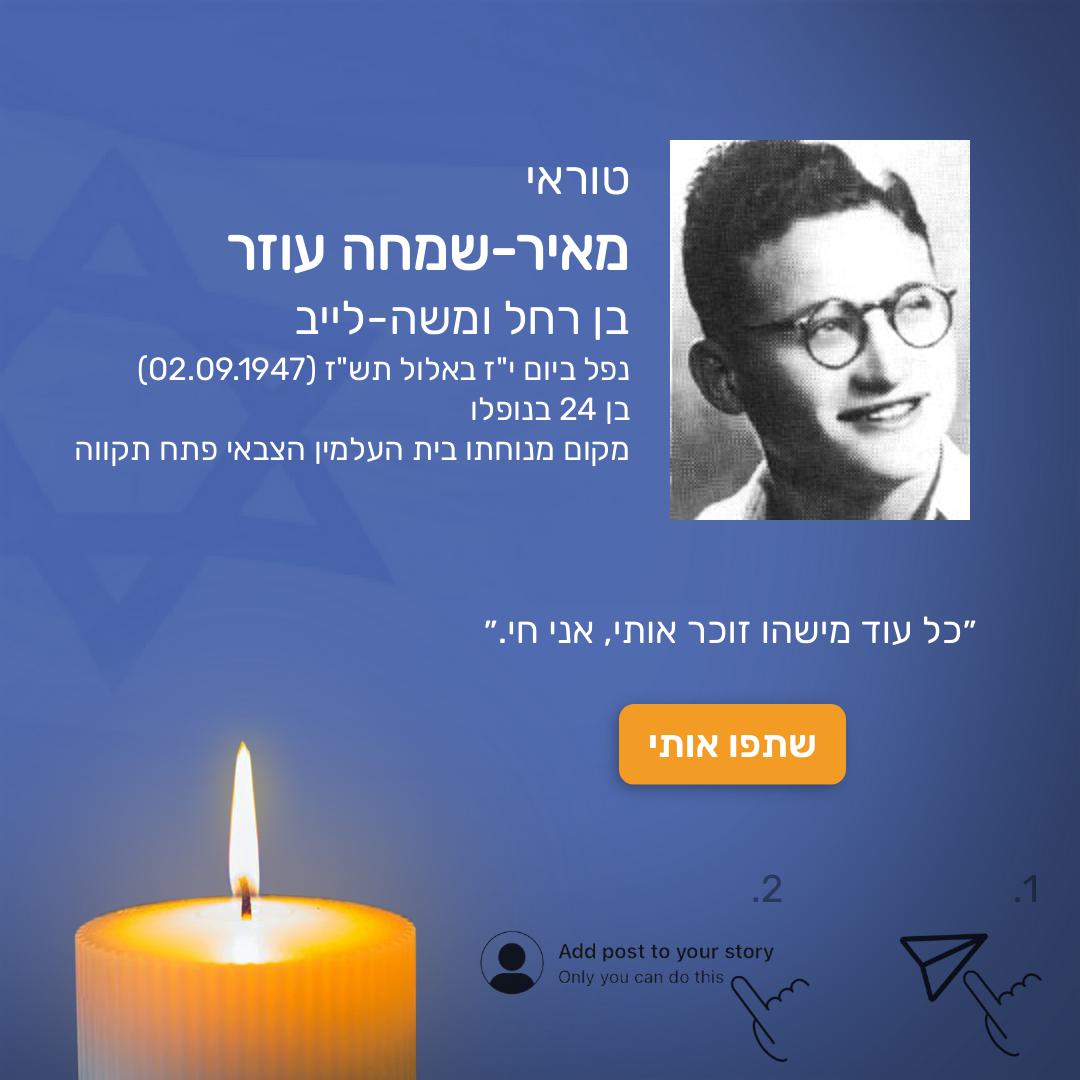 טוראי
מאיר-שמחה עוזר
בן רחל ומשה-לייב
נפל ביום י"ז באלול תש"ז (02.09.1947)
בן 24 בנופלו
מקום מנוחתו בית העלמין הצבאי פתח תקווה
״כל עוד מישהו זוכר אותי, אני חי.״
שתפו אותי
1.
2.
Add post to your story
Only you can do this